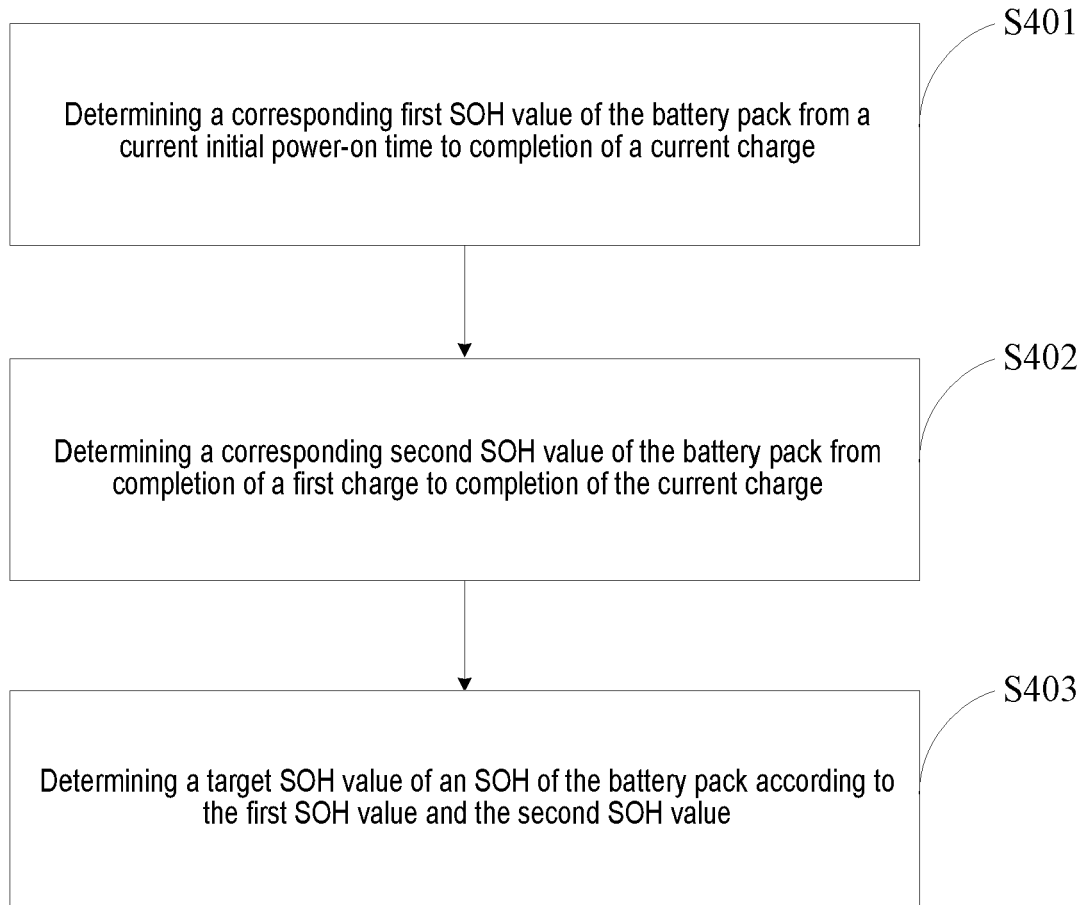 S401
Determining a corresponding first SOH value of the battery pack from a
current initial power-on time to completion of a current charge
S402
Determining a corresponding second SOH value of the battery pack from
completion of a first charge to completion of the current charge
S403
Determining a target SOH value of an SOH of the battery pack according to
the first SOH value and the second SOH value